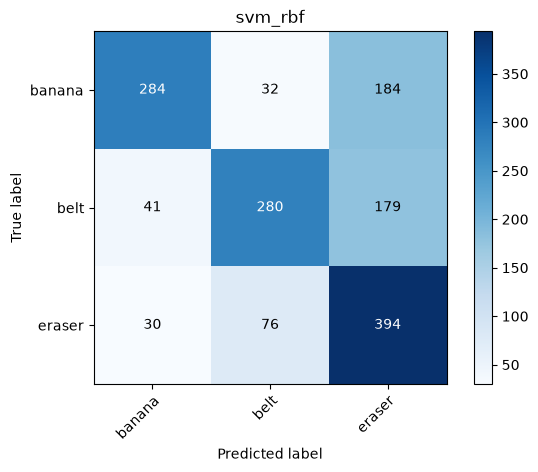 svm_rbf
banana 284 32 184
belt 41 280 179
eraser 30 76 394
banana belt eraser
Predicted label
True label
350
300
250
200
150
100
50